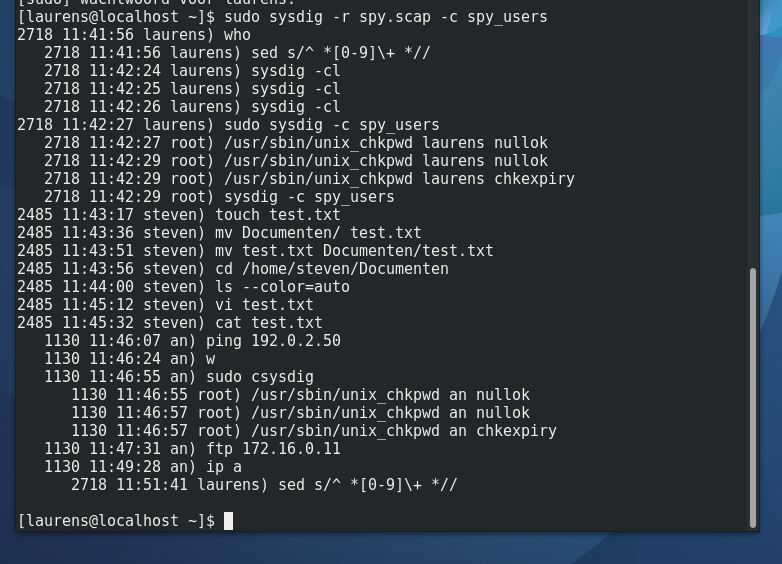 [sudo] wachtwoord voor laurens:
[laurens@localhost ~]$ sudo sysdig -r spy.scap -c spy_users
2718 11:41:56 laurens) who
   2718 11:41:56 laurens) sed s/^ *[0-9]\+ *//
   2718 11:42:24 laurens) sysdig -cl
   2718 11:42:25 laurens) sysdig -cl
   2718 11:42:26 laurens) sysdig -cl
2718 11:42:27 laurens) sudo sysdig -c spy_users
   2718 11:42:27 root) /usr/sbin/unix_chkpwd laurens nullok
   2718 11:42:29 root) /usr/sbin/unix_chkpwd laurens nullok
   2718 11:42:29 root) /usr/sbin/unix_chkpwd laurens chkexpiry
   2718 11:42:29 root) sysdig -c spy_users
2485 11:43:17 steven) touch test.txt
2485 11:43:36 steven) mv Documenten/ test.txt
2485 11:43:51 steven) mv test.txt Documenten/test.txt
2485 11:43:56 steven) cd /home/steven/Documenten
2485 11:44:00 steven) ls --color=auto
2485 11:45:12 steven) vi test.txt
2485 11:45:32 steven) cat test.txt
   1130 11:46:07 an) ping 192.0.2.50
   1130 11:46:24 an) w
   1130 11:46:55 an) sudo csysdig
      1130 11:46:55 root) /usr/sbin/unix_chkpwd an nullok
      1130 11:46:57 root) /usr/sbin/unix_chkpwd an nullok
      1130 11:46:57 root) /usr/sbin/unix_chkpwd an chkexpiry
   1130 11:47:31 an) ftp 172.16.0.11
   1130 11:49:28 an) ip a
      2718 11:51:41 laurens) sed s/^ *[0-9]\+ *//
[laurens@localhost ~]$